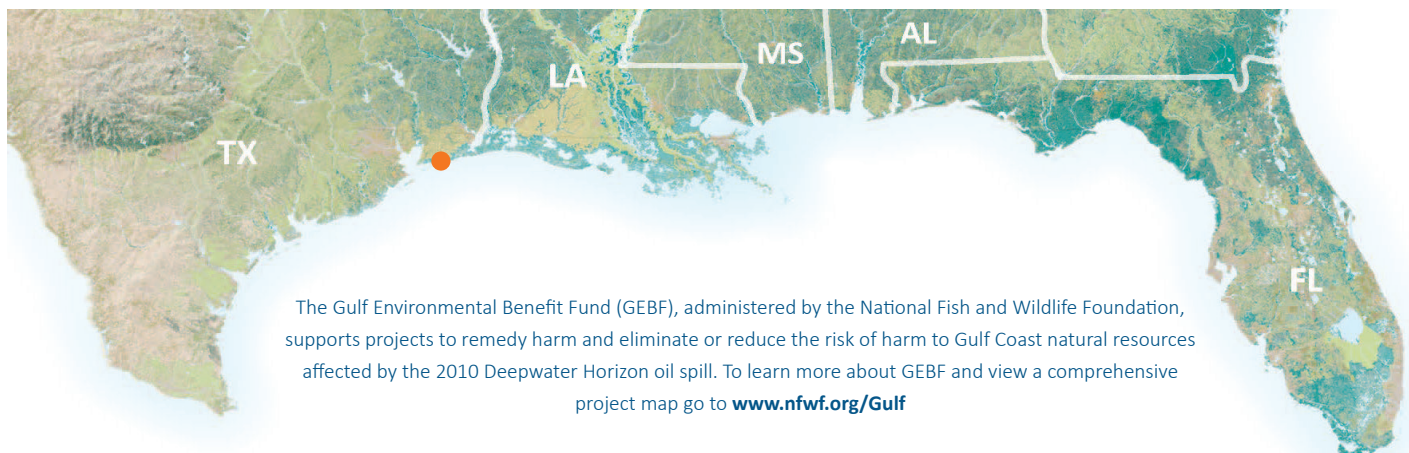 AL
MS
LA
TX
FL
The Gulf Environmental Benefit Fund (GEBF), administered by the National Fish and Wildlife Foundation,
supports projects to remedy harm and eliminate or reduce the risk of harm to Gulf Coast natural resources
affected by the 2010 Deepwater Horizon oil spill. To learn more about GEBF and view a comprehensive
project map go to www.nfwf.org/Gulf